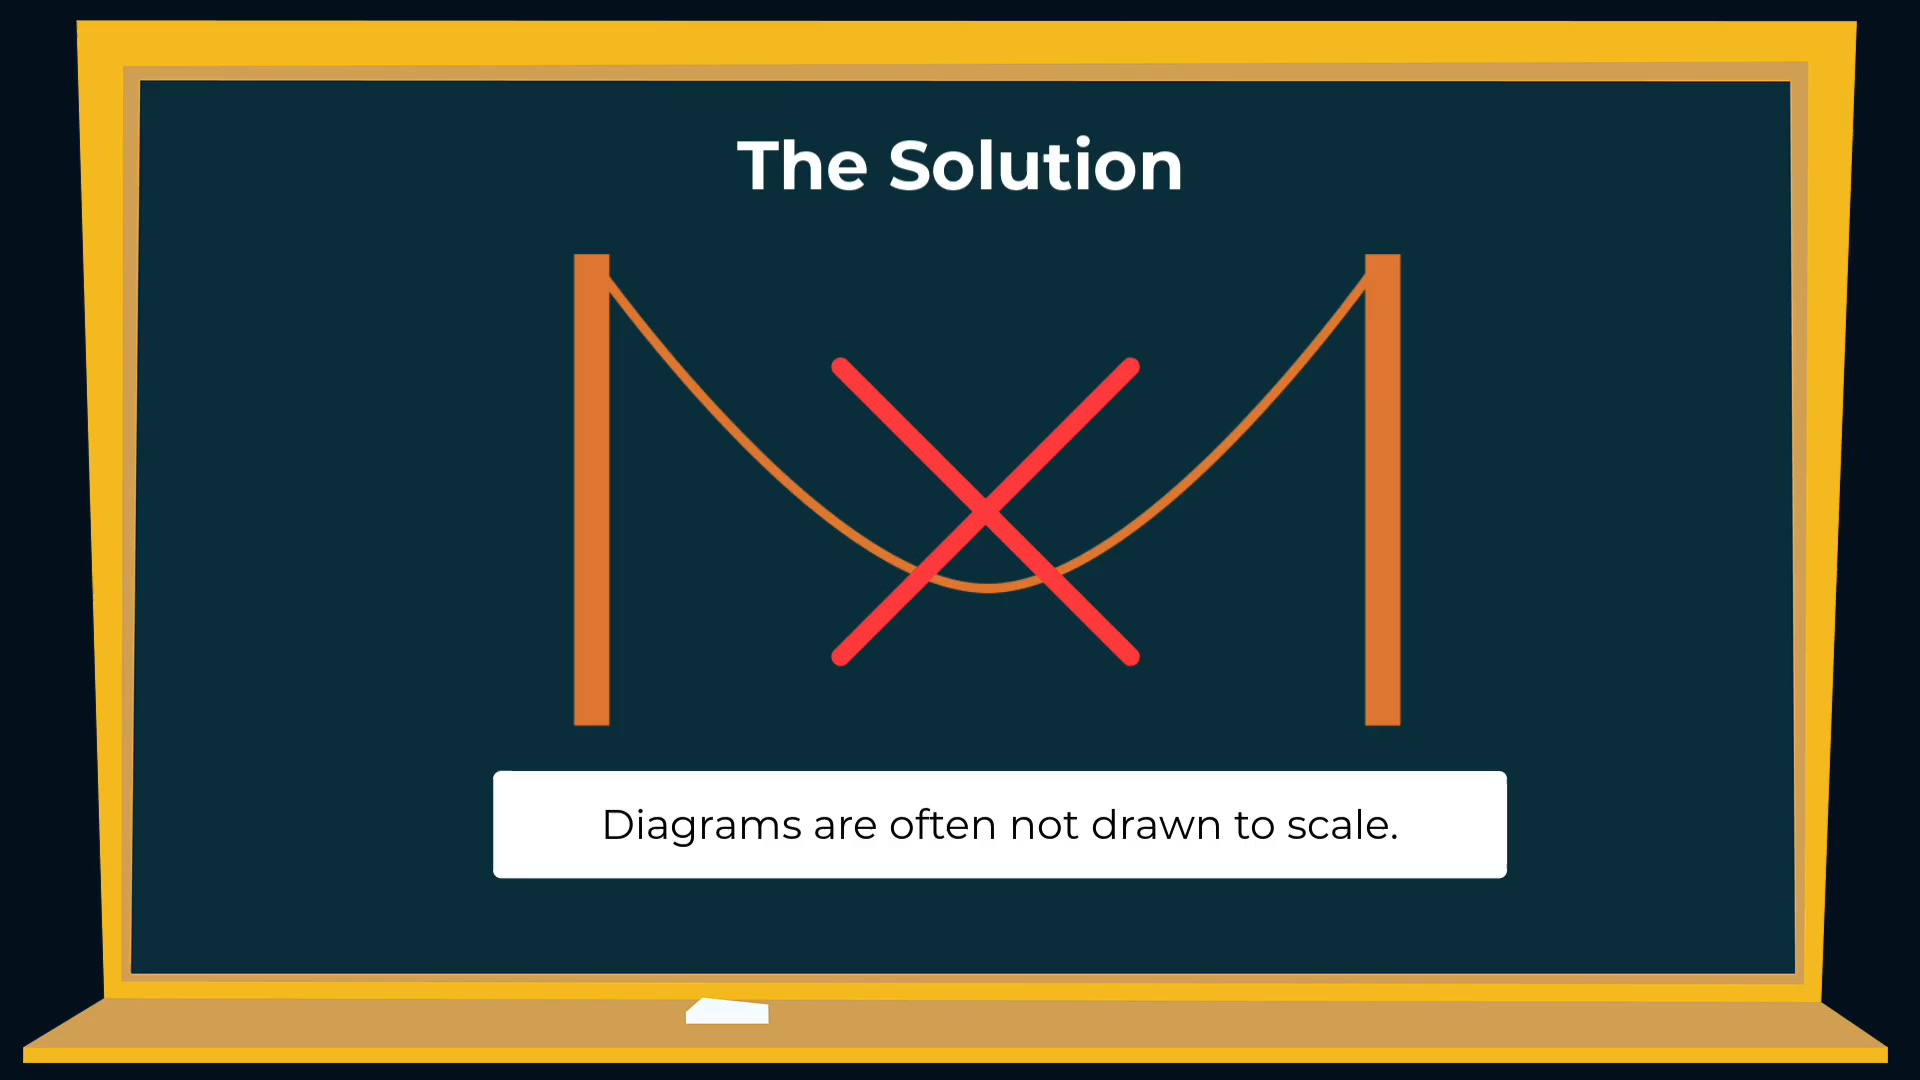 The Solution
Diagrams are often not drawn to scale.